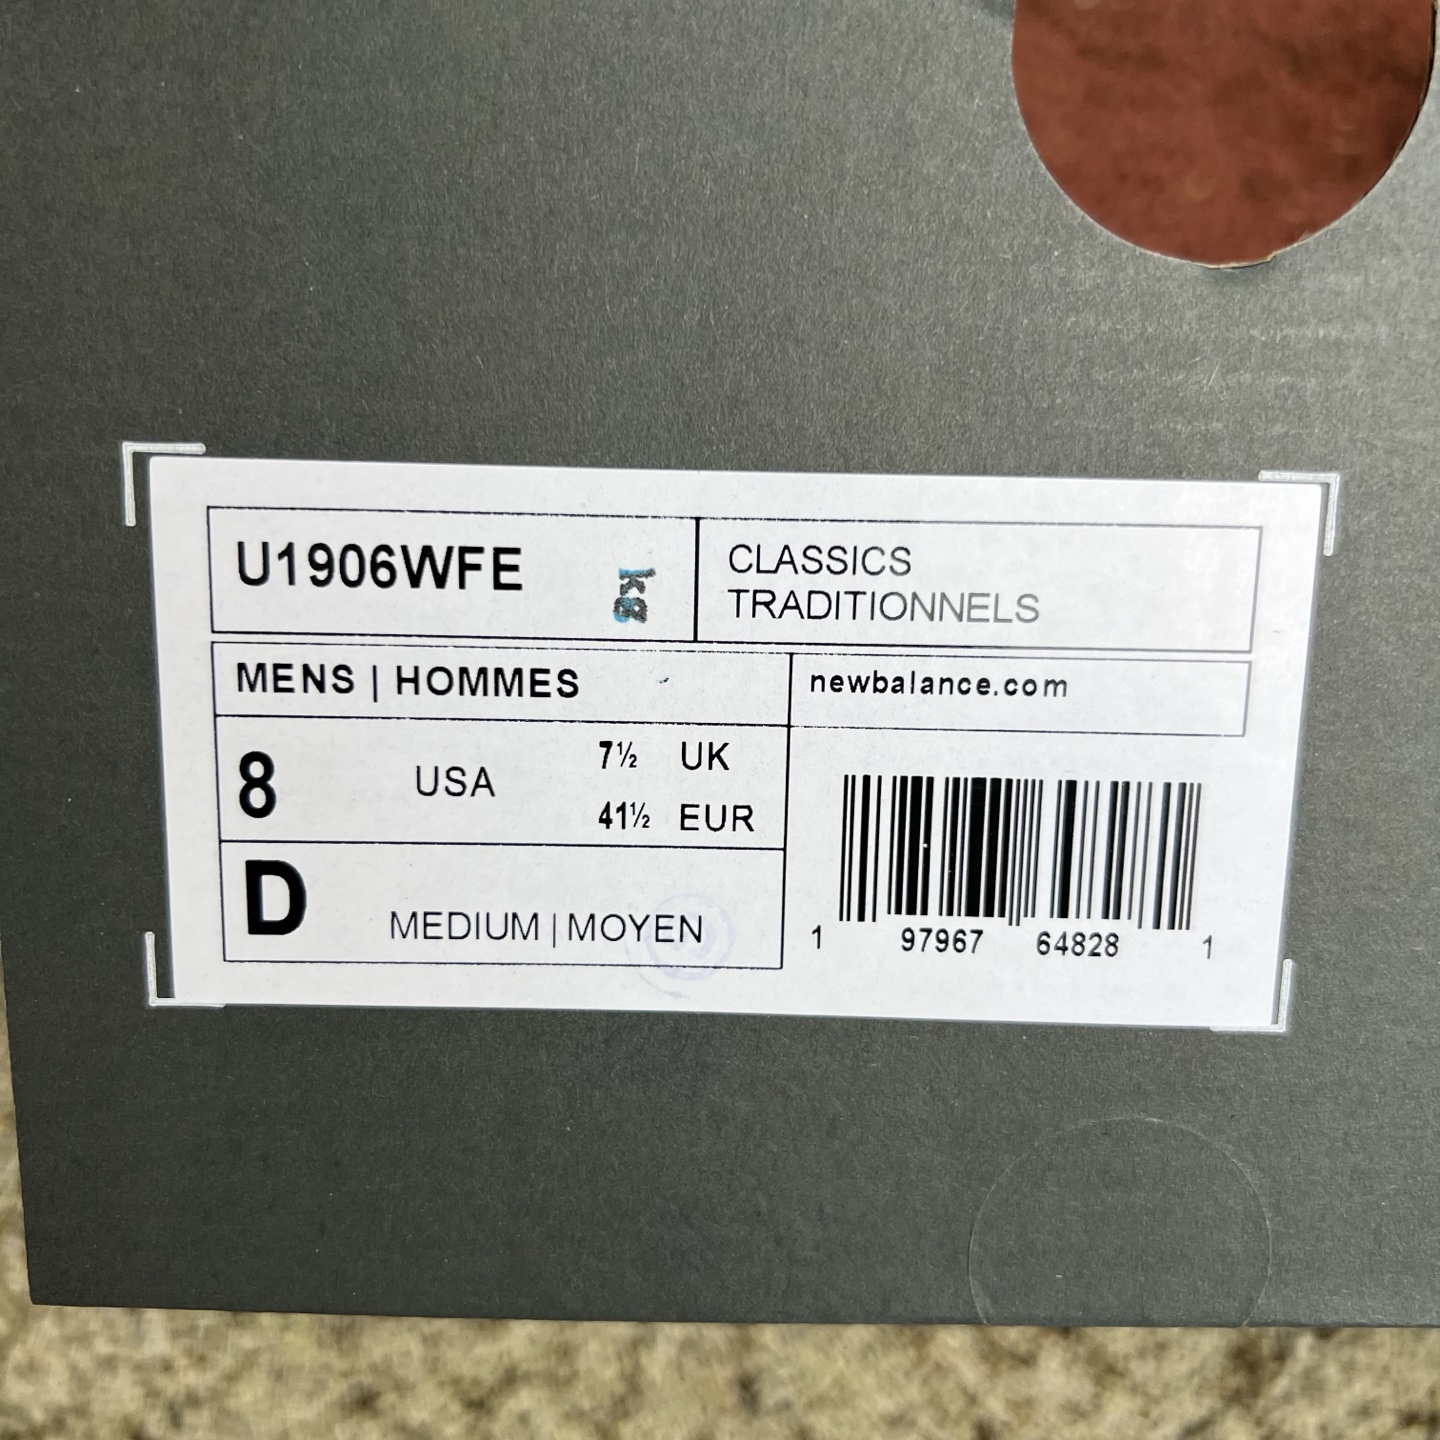 U1906WFE
kg
CLASSICS
TRADITIONNELS
MENS | HOMMES
newbalance.com
8 USA
7½ UK
41½ EUR
D MEDIUM | MOYEN
1 97967 64828 1